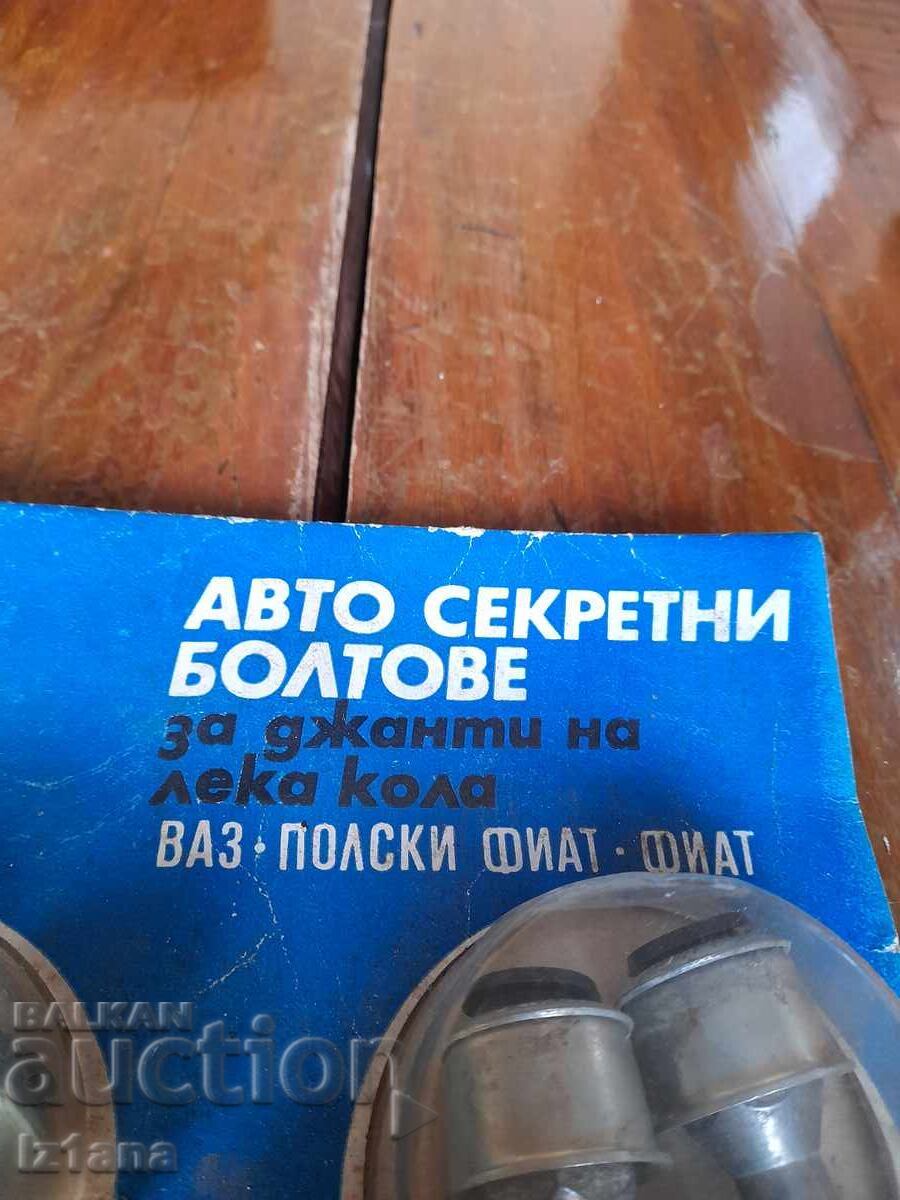 АВТО СЕКРЕТНИ
БОЛТОВЕ
за джанти на
лека кола
ВАЗ · ПОЛСКИ ФИАТ · ФИАТ
BALKAN
auction
iz1ana